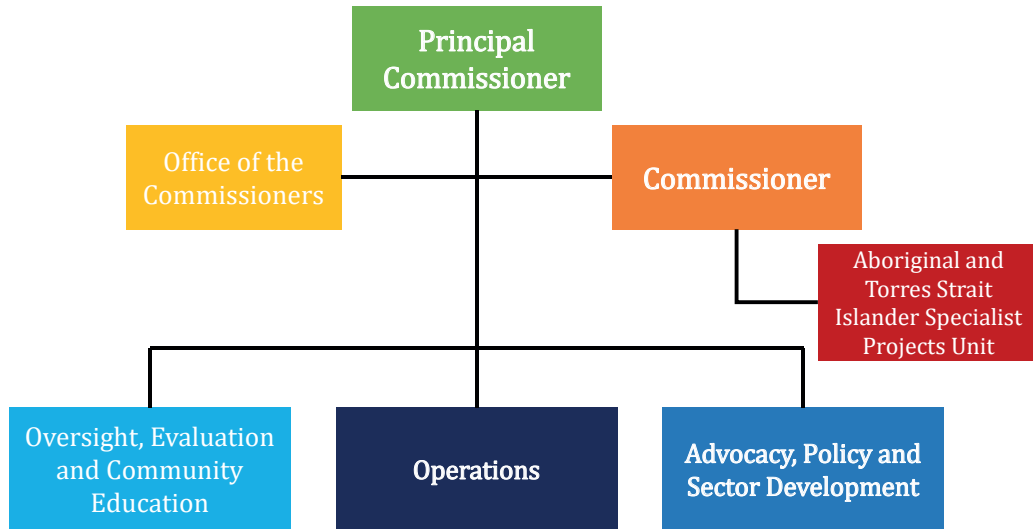 Principal
Commissioner
Office of the
Commissioners
Commissioner
Aboriginal and
Torres Strait
Islander Specialist
Projects Unit
Oversight, Evaluation
and Community
Education
Operations
Advocacy, Policy and
Sector Development